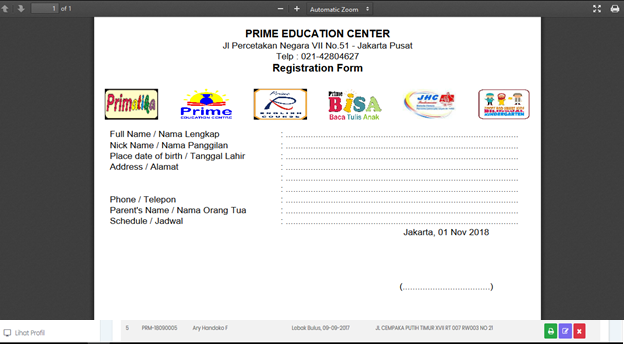 1 of 1
Automatic Zoom
PRIME EDUCATION CENTER
Jl Percetakan Negara VII No.51 - Jakarta Pusat
Telp : 021-42804627
Registration Form
Primatika
Prime
EDUCATION CENTRE
Prime
ENGLISH
COURSE
Prime
BISA
Baca Tulis Anak
JHC
BILINGUAL
KINDERGARTEN
Full Name / Nama Lengkap :
Nick Name / Nama Panggilan :
Place date of birth / Tanggal Lahir :
Address / Alamat :
:
:
Phone / Telepon :
Parent's Name / Nama Orang Tua :
Schedule / Jadwal :
Jakarta, 01 Nov 2018
(................................)
Lihat Profil
5 PRM-18090005 Ary Handoko F Lebak Bulus, 09-09-2017 JL CEMPAKA PUTIH TIMUR XVII RT 007 RW003 NO 21